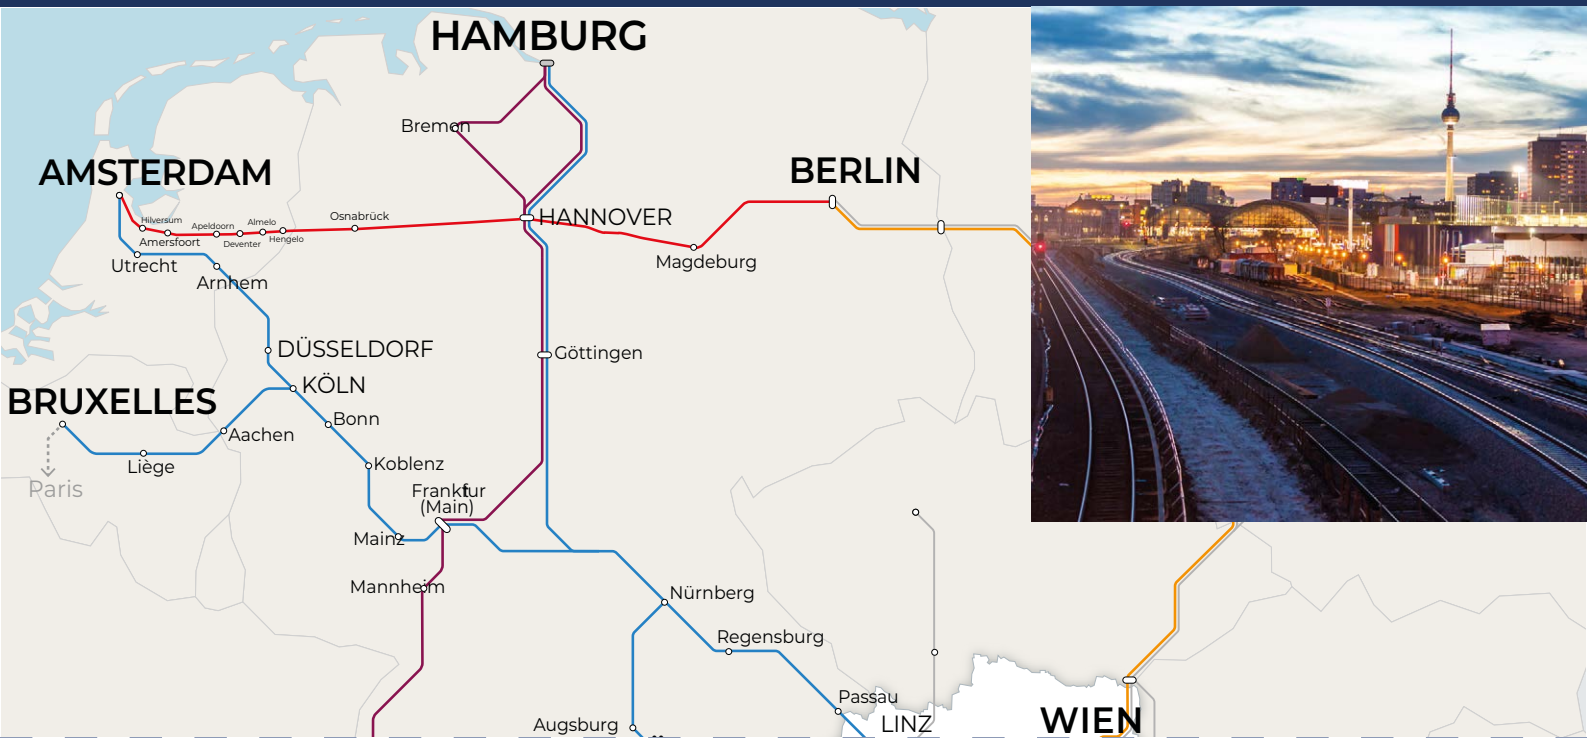 HAMBURG
Bremen
AMSTERDAM
BERLIN
Hilversum
Apeldoorn
Almelo
Osnabrück
HANNOVER
Amersfoort
Deventer
Hengelo
Utrecht
Magdeburg
Arnhem
DÜSSELDORF
Göttingen
KÖLN
BRUXELLES
Bonn
Aachen
Liège
Koblenz
Paris
Frankfur
(Main)
Mainz
Mannheim
Nürnberg
Regensburg
Passau
Augsburg
LINZ
WIEN